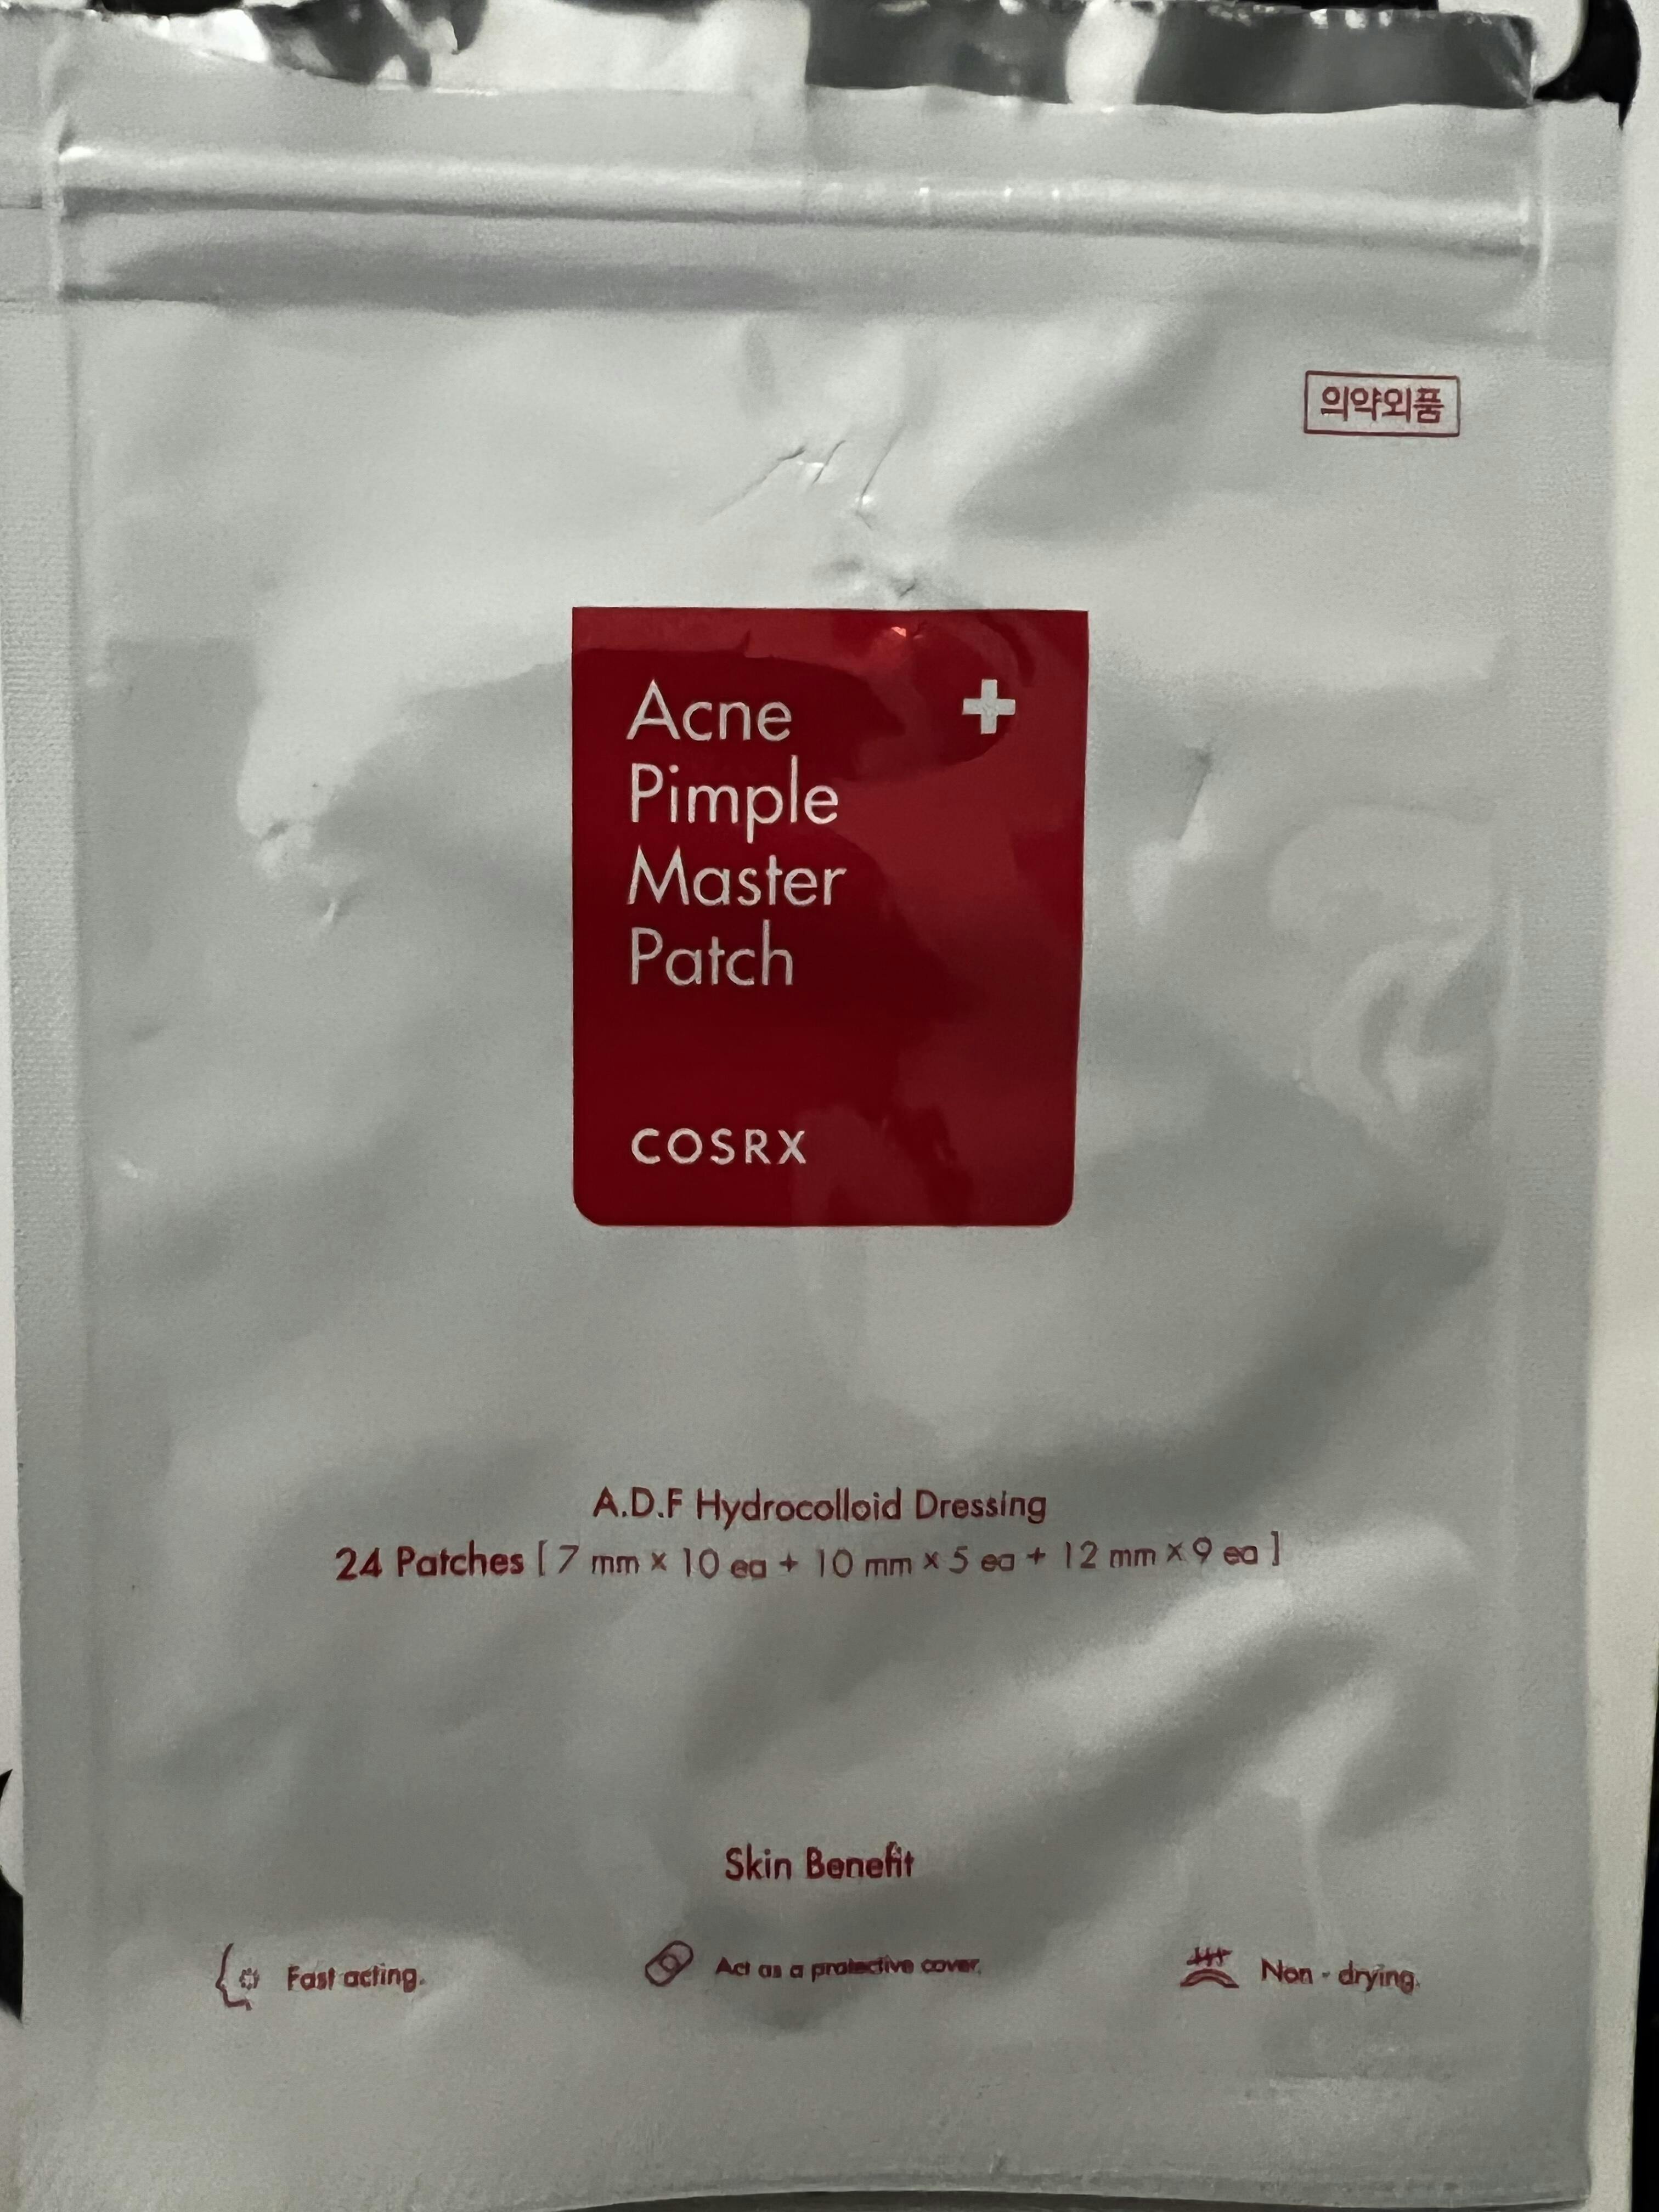 의약외품
Acne
Pimple
Master
Patch
COSRX
A.D.F Hydrocolloid Dressing
24 Patches [ 7 mm x 10 ea + 10 mm x 5 ea + 12 mm x 9 ea ]
Skin Benefit
Fast acting.
Act as a protective cover.
Non - drying.